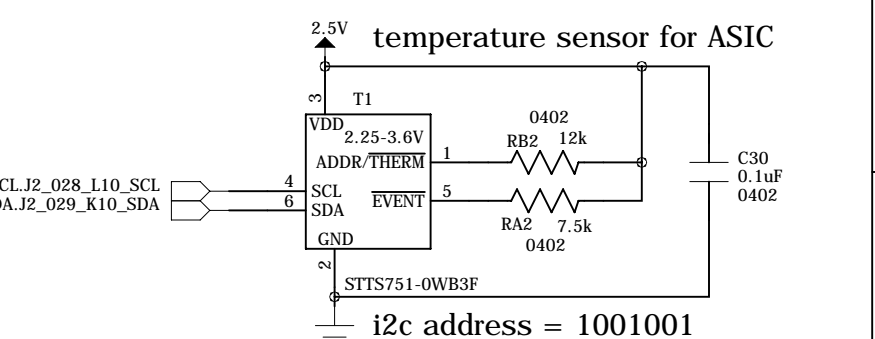 2.5V
temperature sensor for ASIC
3
T1
VDD
2.25-3.6V
ADDR/THERM
1
RB2
0402
12k
CL.J2_028_L10_SCL
4
SCL
DA.J2_029_K10_SDA
6
SDA
EVENT
5
RA2
7.5k
0402
C30
0.1uF
0402
GND
2
STTS751-0WB3F
i2c address = 1001001